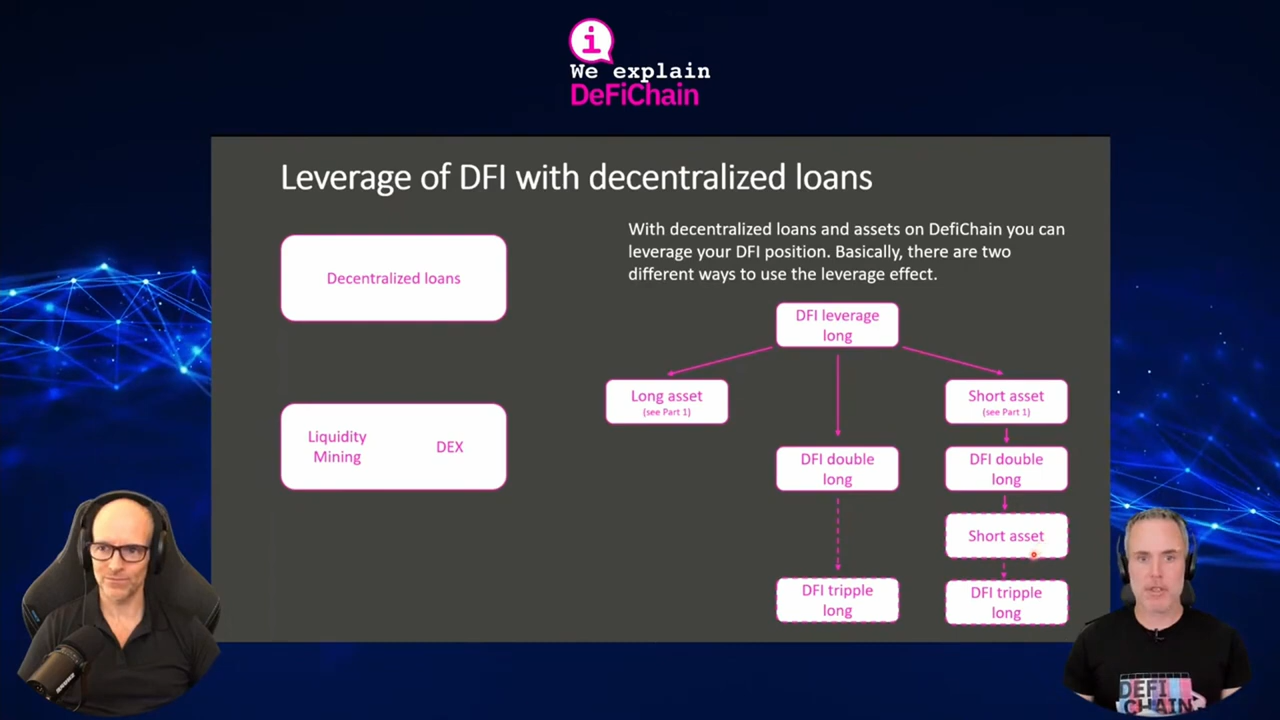 i
We explain
DeFiChain
Leverage of DFI with decentralized loans
With decentralized loans and assets on DefiChain you can
leverage your DFI position. Basically, there are two
different ways to use the leverage effect.
Decentralized loans
Liquidity
Mining
DEX
DFI leverage
long
Long asset
(see Part 1)
Short asset
(see Part 1)
DFI double
long
DFI double
long
Short asset
DFI tripple
long
DFI tripple
long
DEFI
CHAIN